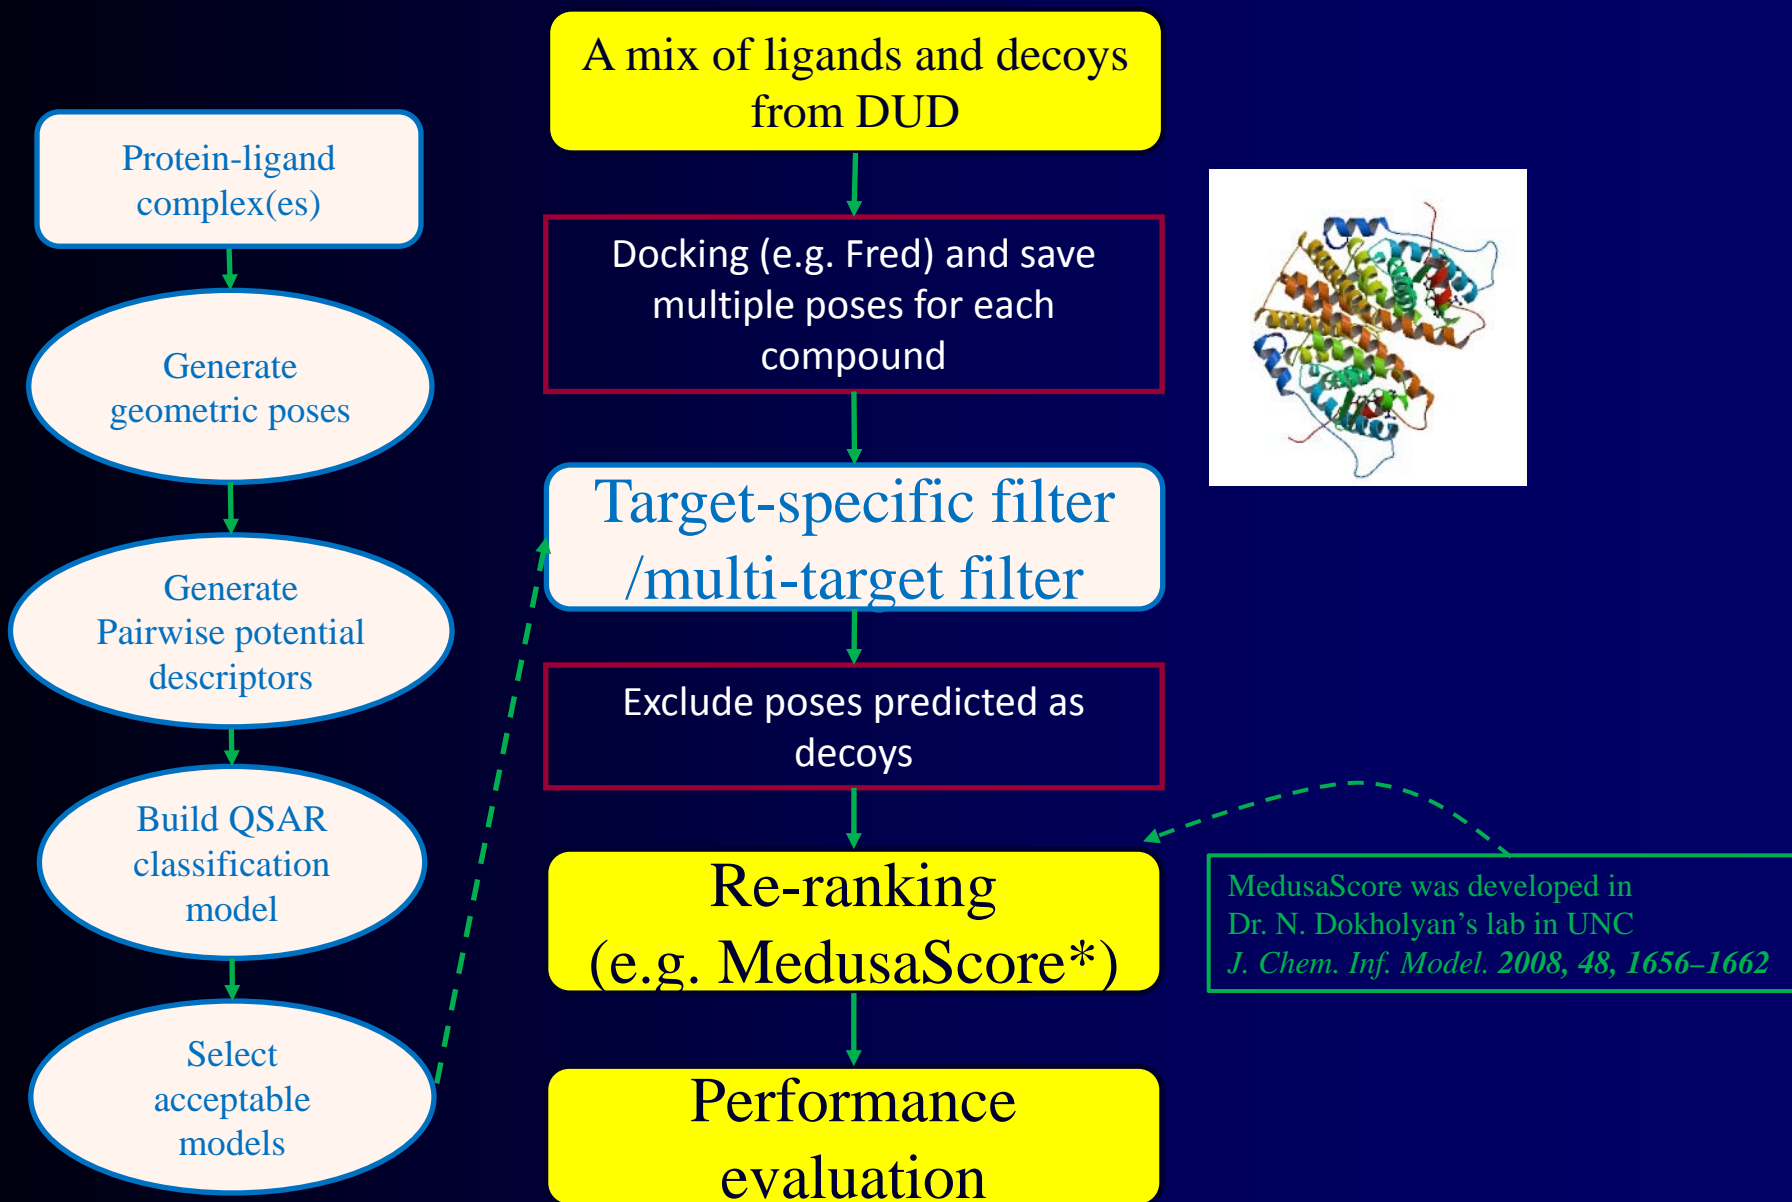 A mix of ligands and decoys
from DUD
Protein-ligand
complex(es)
Docking (e.g. Fred) and save
multiple poses for each
compound
Generate
geometric poses
Target-specific filter
/multi-target filter
Generate
Pairwise potential
descriptors
Exclude poses predicted as
decoys
Build QSAR
classification
model
Re-ranking
(e.g. MedusaScore*)
MedusaScore was developed in
Dr. N. Dokholyan’s lab in UNC
J. Chem. Inf. Model. 2008, 48, 1656–1662
Select
acceptable
models
Performance
evaluation